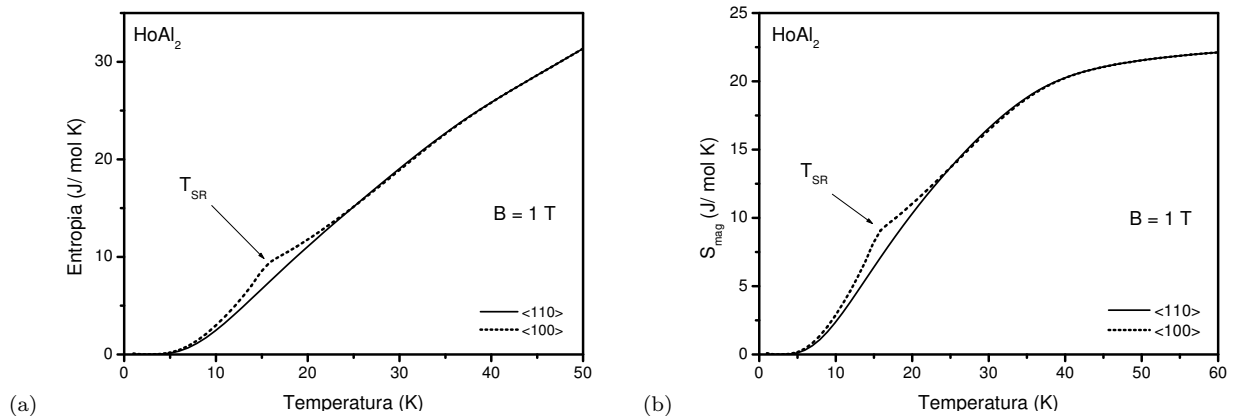 HoAl₂
Entropia (J/ mol K)
30
20
10
0
T_SR
B = 1 T
<110>
<100>
0 10 20 30 40 50
Temperatura (K)
(a)
HoAl₂
S_mag (J/ mol K)
25
20
15
10
5
0
T_SR
B = 1 T
<110>
<100>
0 10 20 30 40 50 60
Temperatura (K)
(b)